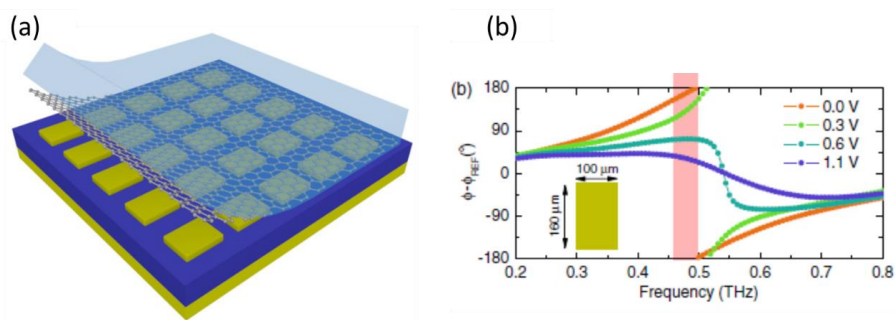 (a)
(b)
(b)
180
90
0
-90
-180
ϕ-ϕREF(°)
0.0 V
0.3 V
0.6 V
1.1 V
100 μm
160 μm
0.2 0.3 0.4 0.5 0.6 0.7 0.8
Frequency (THz)